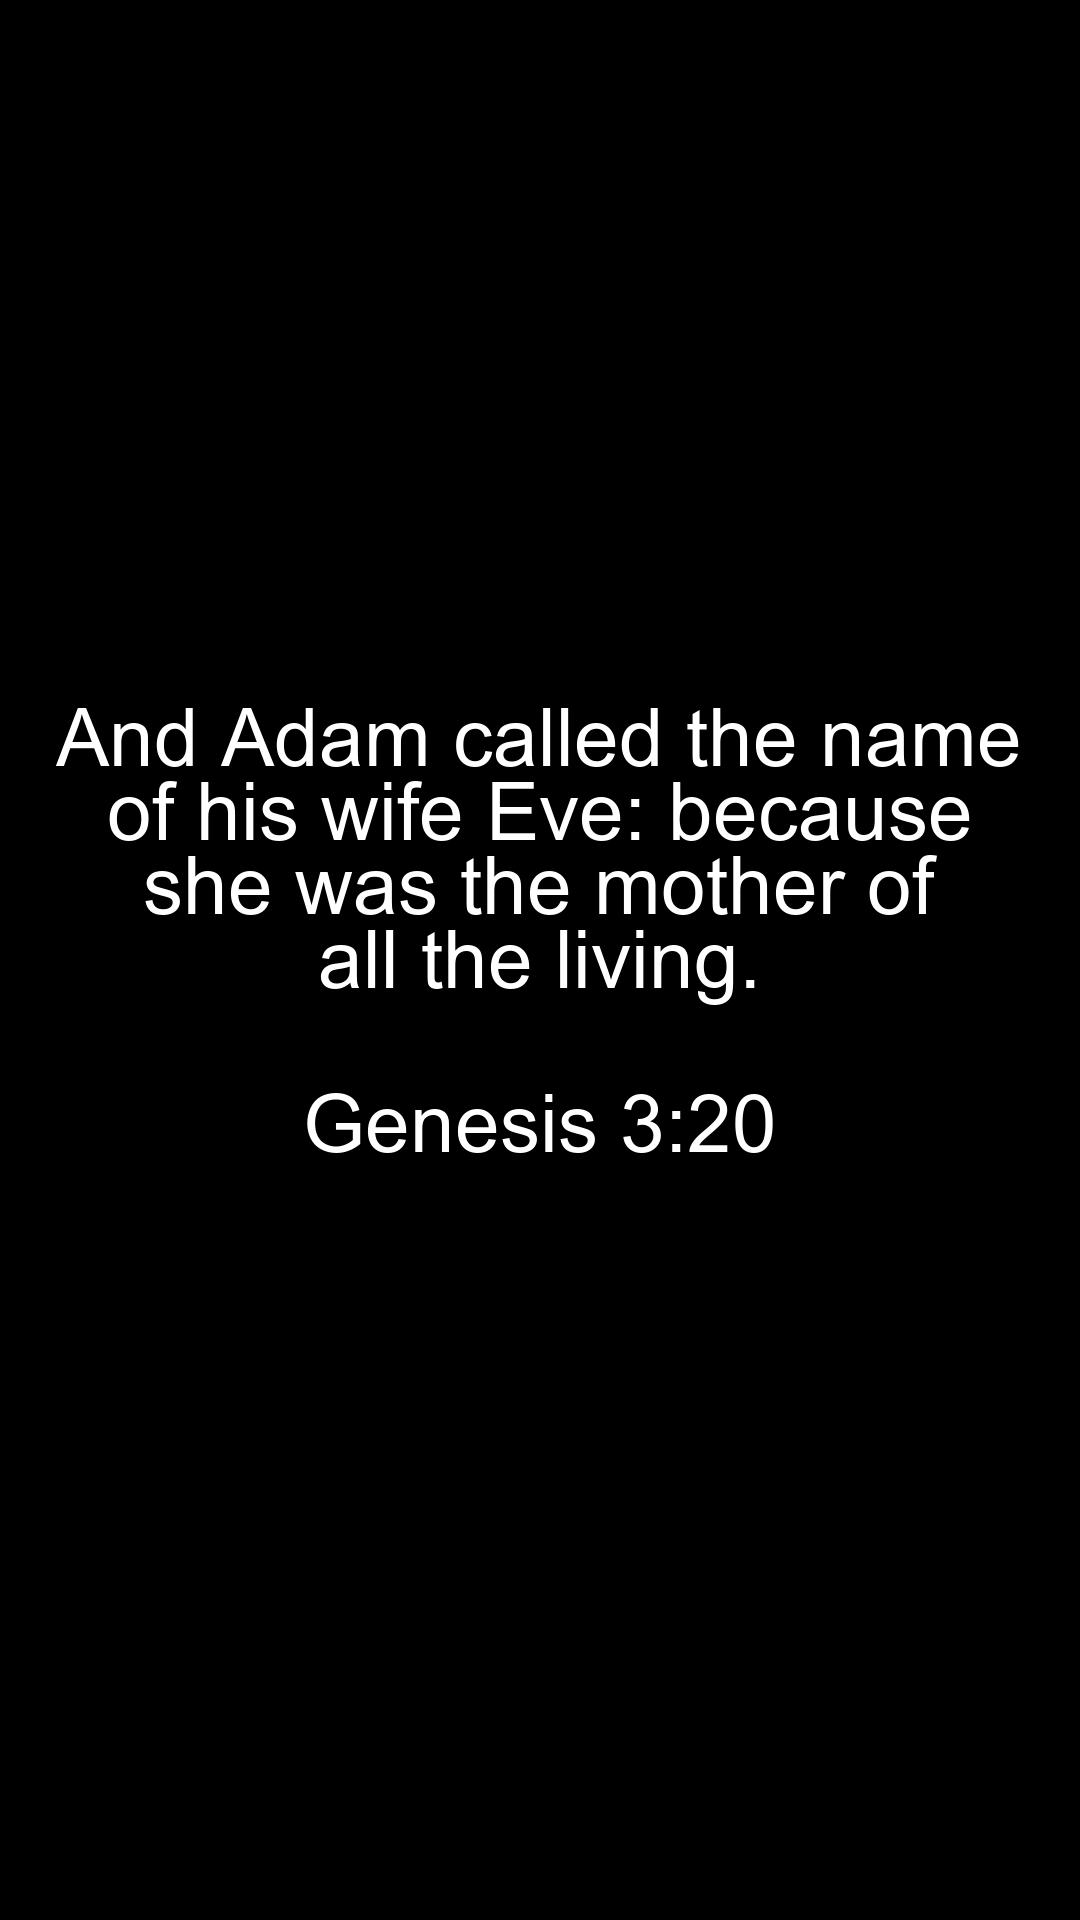 And Adam called the name
of his wife Eve: because
she was the mother of
all the living.
Genesis 3:20